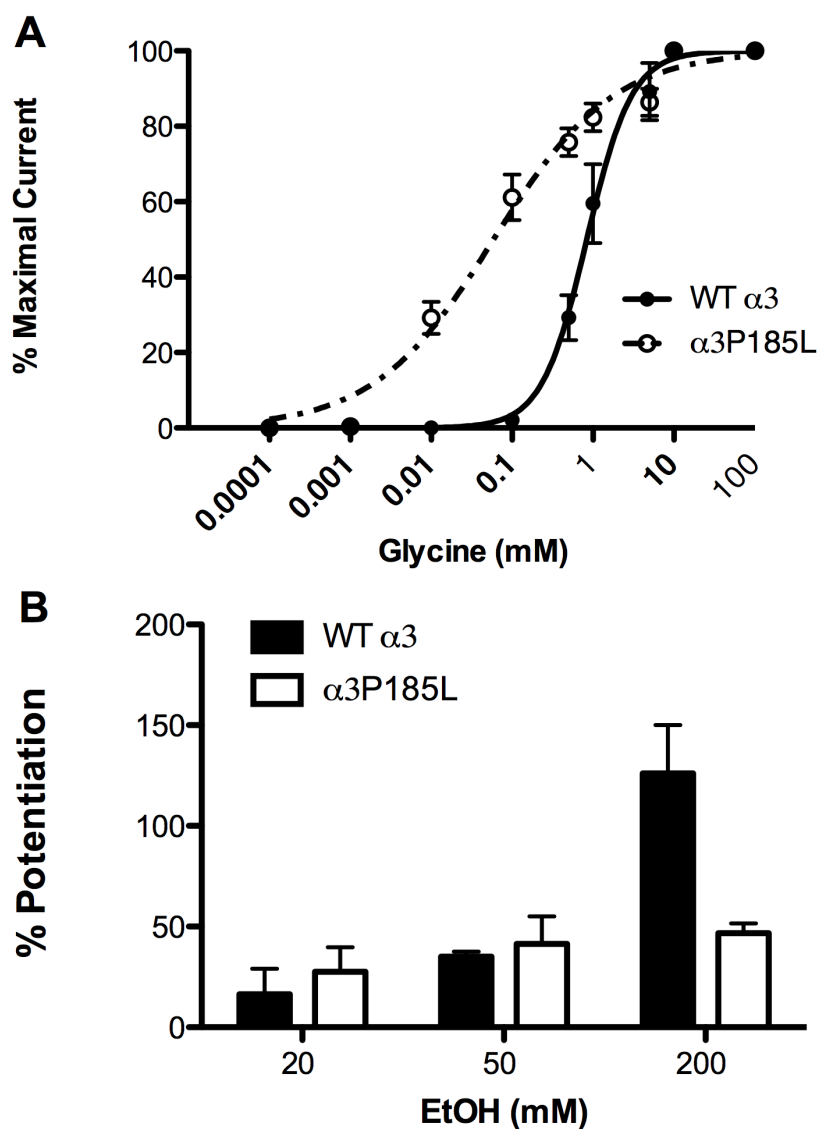 A
% Maximal Current
100
80
60
40
20
0
WT α3
α3P185L
0.0001
0.001
0.01
0.1
1
10
100
Glycine (mM)
B
% Potentiation
200
150
100
50
0
WT α3
α3P185L
20
50
200
EtOH (mM)